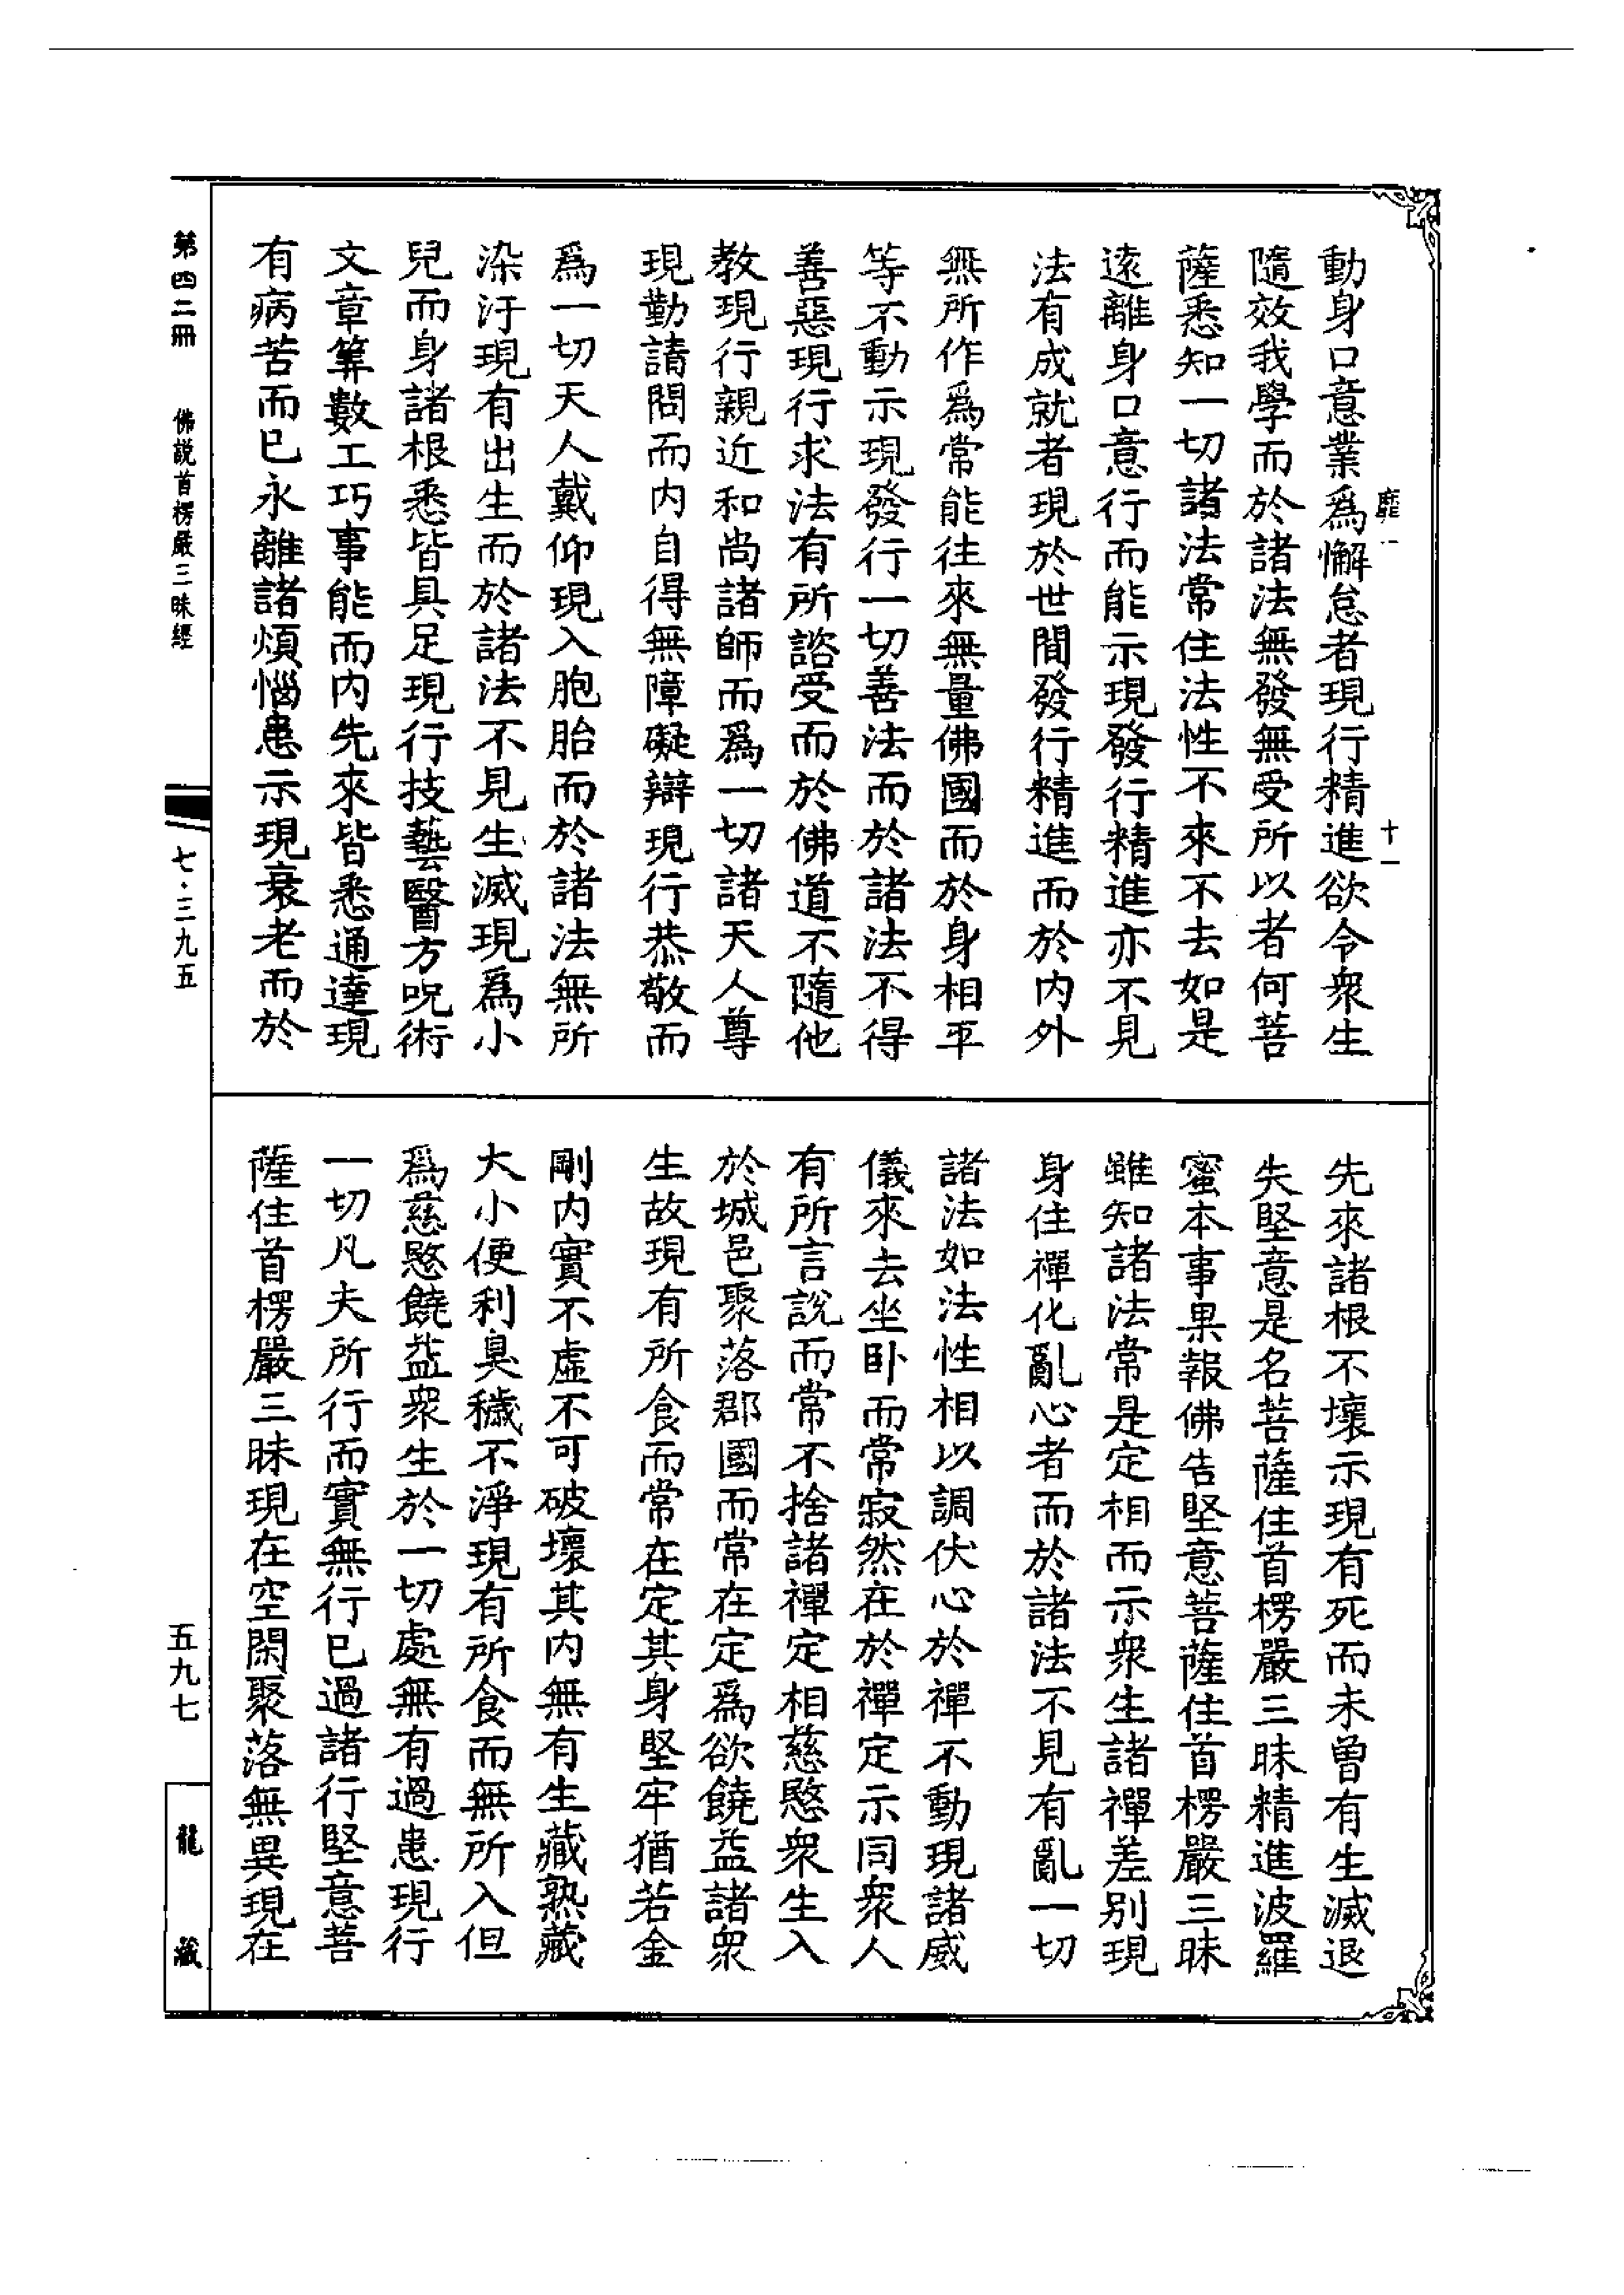 動身口意業為懈怠者現行精進欲令衆生
隨效我學而於諸法無發無受所以者何菩
薩悉知一切諸法常住法性不來不去如是
遠離身口意行而能示現發行精進亦不見
法有成就者現於世間發行精進而於內外
無所作為常能往來無量佛國而於身相平
等不動示現發行一切善法而於諸法不得
善惡現行求法有所諮受而於佛道不隨他
教現行親近和尚諸師而為一切諸天人尊
現勤請問而內自得無障礙辯現行恭敬而
為一切天人戴仰現入胞胎而於諸法無所
染汙現有出生而於諸法不見生滅現為小
兒而身諸根悉皆具足現行技藝醫方呪術
文章筭數工巧事能而內先來皆悉通達現
有病苦而已永離諸煩惱患示現衰老而於
先來諸根不壞示現有死而未曾有生滅退
失堅意是名菩薩住首楞嚴三昧精進波羅
蜜本事果報佛告堅意菩薩住首楞嚴三昧
雖知諸法常是定相而示衆生諸禪差別現
身住禪化亂心者而於諸法不見有亂一切
諸法如法性相以調伏心於禪不動現諸威
儀來去坐臥而常寂然在於禪定示同衆人
有所言說而常不捨諸禪定相慈愍衆生入
於城邑聚落郡國而常在定為欲饒益諸衆
生故現有所食而常在定其身堅牢猶若金
剛內實不虛不可破壞其內無有生藏熟藏
大小便利臭穢不淨現有所食而無所入但
為慈愍饒益衆生於一切處無有過患現行
一切凡夫所行而實無行已過諸行堅意菩
薩住首楞嚴三昧現在空閑聚落無異現在
第四二冊 佛説首楞嚴三昧經
七·三九五
五九七
龍藏
十一